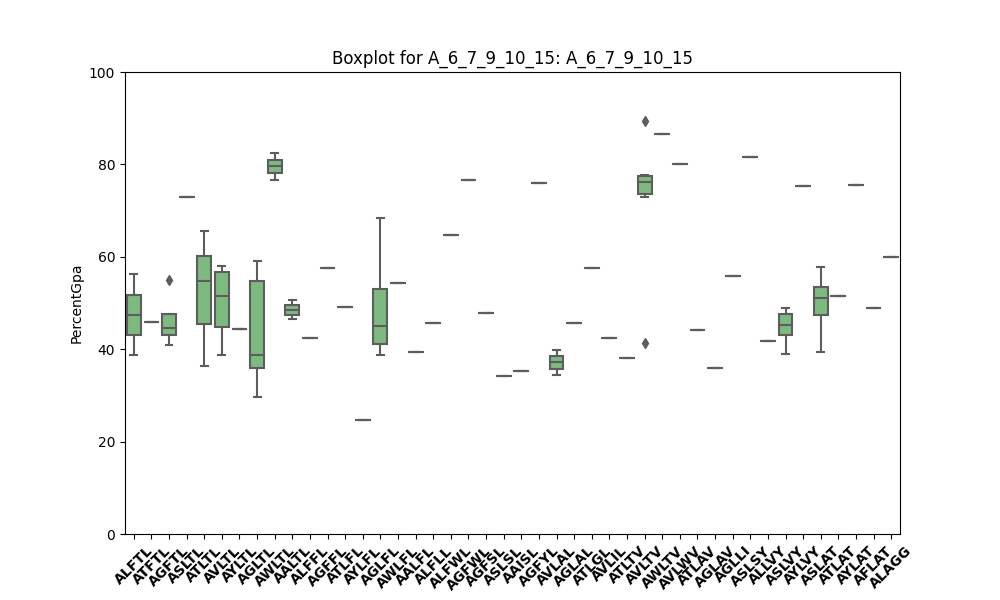 Boxplot for A_6_7_9_10_15: A_6_7_9_10_15
PercentGpa
100
80
60
40
20
0
ALFTL
ATFTL
AGFTL
ASLTL
ATLTL
AVLTL
AYLTL
AGLTL
AWLTL
AALTL
ALFFL
AGFFL
ATLFL
AYLFL
AGLFL
AWLFL
AALFL
ALFLL
ALFWL
AGFWL
AGFSL
ASLSL
AAISL
AGFYL
AVLAL
AGLAL
ATLGL
AVLIL
ATLTV
AVLTV
AWLTV
AVLWV
ATLAV
AGLAV
AGLLI
ASLSY
ALLVY
ASLVY
AYLVY
ASLAT
ATLAT
AYLAT
AFLAT
ALAGG